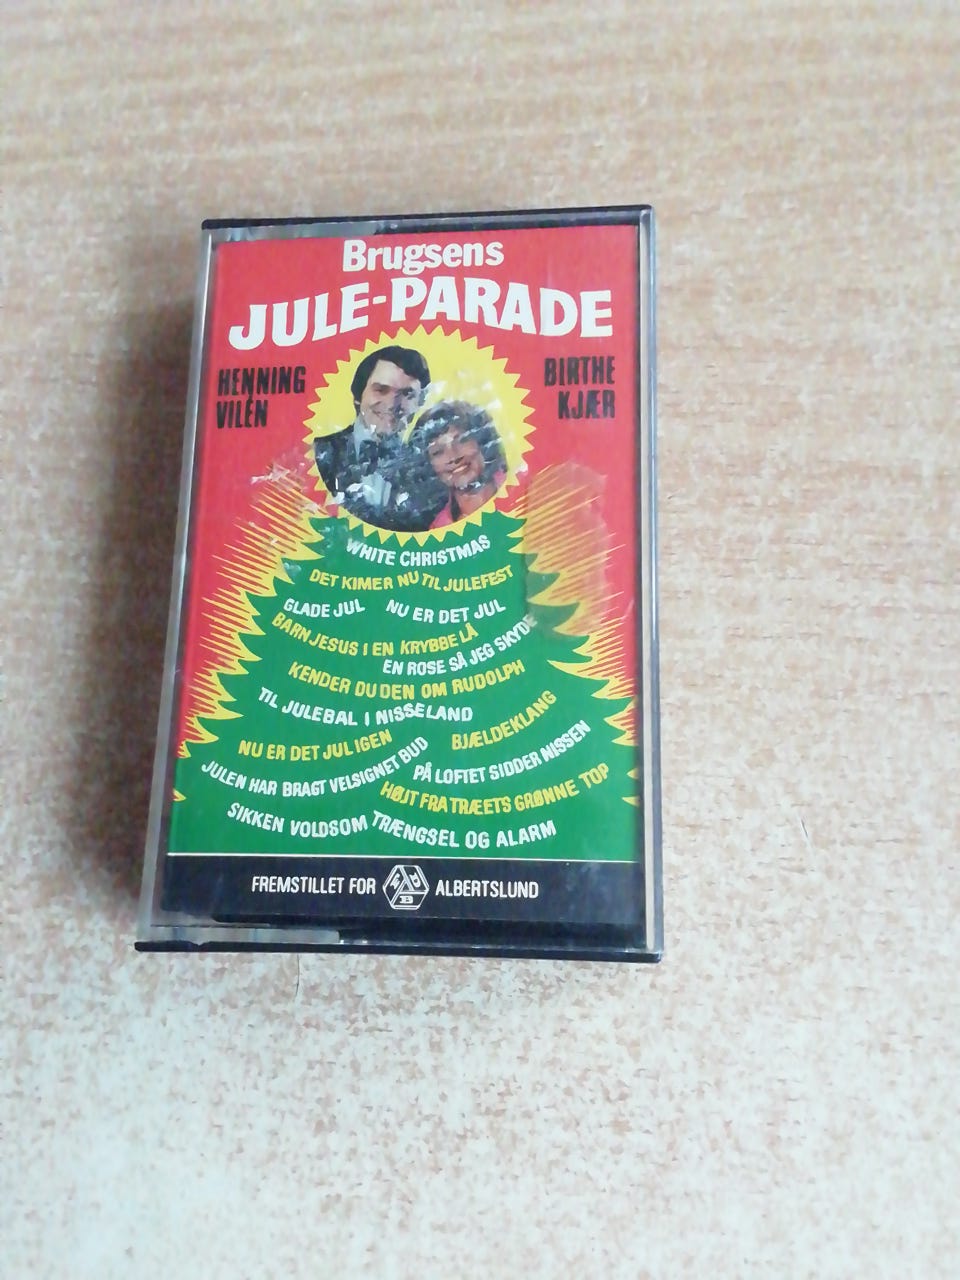 Brugsens
JULE-PARADE
HENNING
VILÉN
BIRTHE
KJÆR
WHITE CHRISTMAS
DET KIMER NU TIL JULEFEST
GLADE JUL
NU ER DET JUL
BARN JESUS I EN KRYBBE LÅ
EN ROSE SÅ JEG SKYDE
KENDER DU DEN OM RUDOLPH
TIL JULEBAL I NISSELAND
BJÆLDEKLANG
NU ER DET JUL IGEN
JULEN HAR BRAGT VELSIGNET BUD
PÅ LOFTET SIDDER NISSEN
HØJT FRA TRÆETS GRØNNE TOP
SIKKEN VOLDSOM TRÆNGSEL OG ALARM
FREMSTILLET FOR
ALBERTSLUND